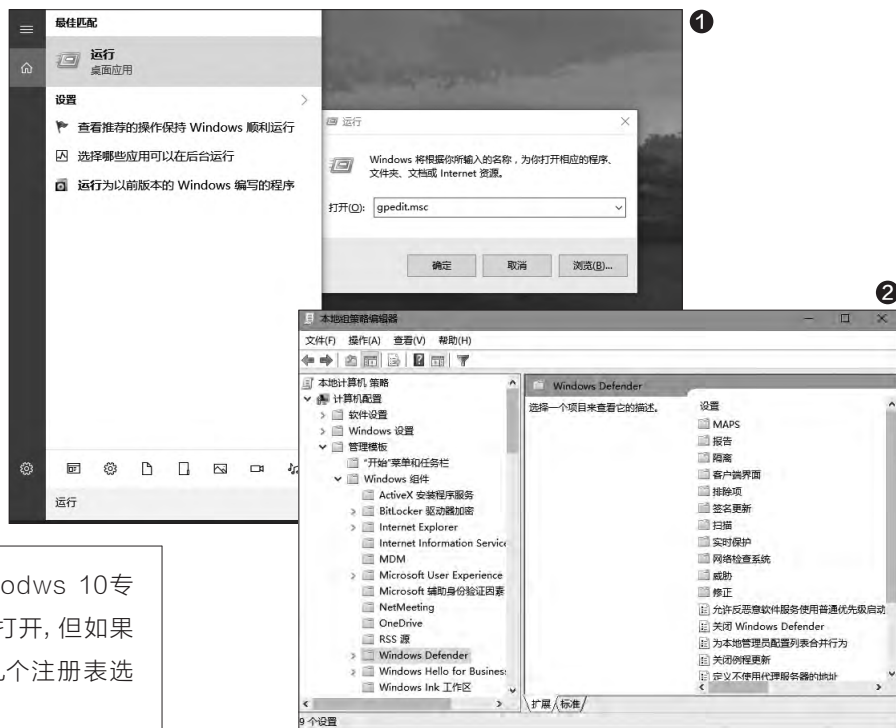 ❶
最佳匹配
运行
桌面应用
设置
查看推荐的操作保持 Windows 顺利运行
选择哪些应用可以在后台运行
运行为以前版本的 Windows 编写的程序
运行
运行
Windows 将根据你所输入的名称，为你打开相应的程序、
文件夹、文档或 Internet 资源。
打开(O): gpedit.msc
确定 取消 浏览(B)...
❷
本地组策略编辑器
文件(F) 操作(A) 查看(V) 帮助(H)
本地计算机 策略
计算机配置
软件设置
Windows 设置
管理模板
"开始"菜单和任务栏
Windows 组件
ActiveX 安装程序服务
BitLocker 驱动器加密
Internet Explorer
Internet Information Service
MDM
Microsoft User Experience
Microsoft 辅助身份验证因素
NetMeeting
OneDrive
RSS 源
Windows Defender
Windows Hello for Busines
Windows Ink 工作区
Windows Defender
选择一个项目来查看它的描述。
设置
MAPS
报告
隔离
客户端界面
排除项
签名更新
扫描
实时保护
网络检查系统
威胁
修正
允许反恶意软件服务使用普通优先级启动
关闭 Windows Defender
为本地管理员配置列表合并行为
关闭例程更新
定义不使用代理服务器的地址
扩展 标准
9 个设置
odws 10专
打开,但如果
几个注册表选